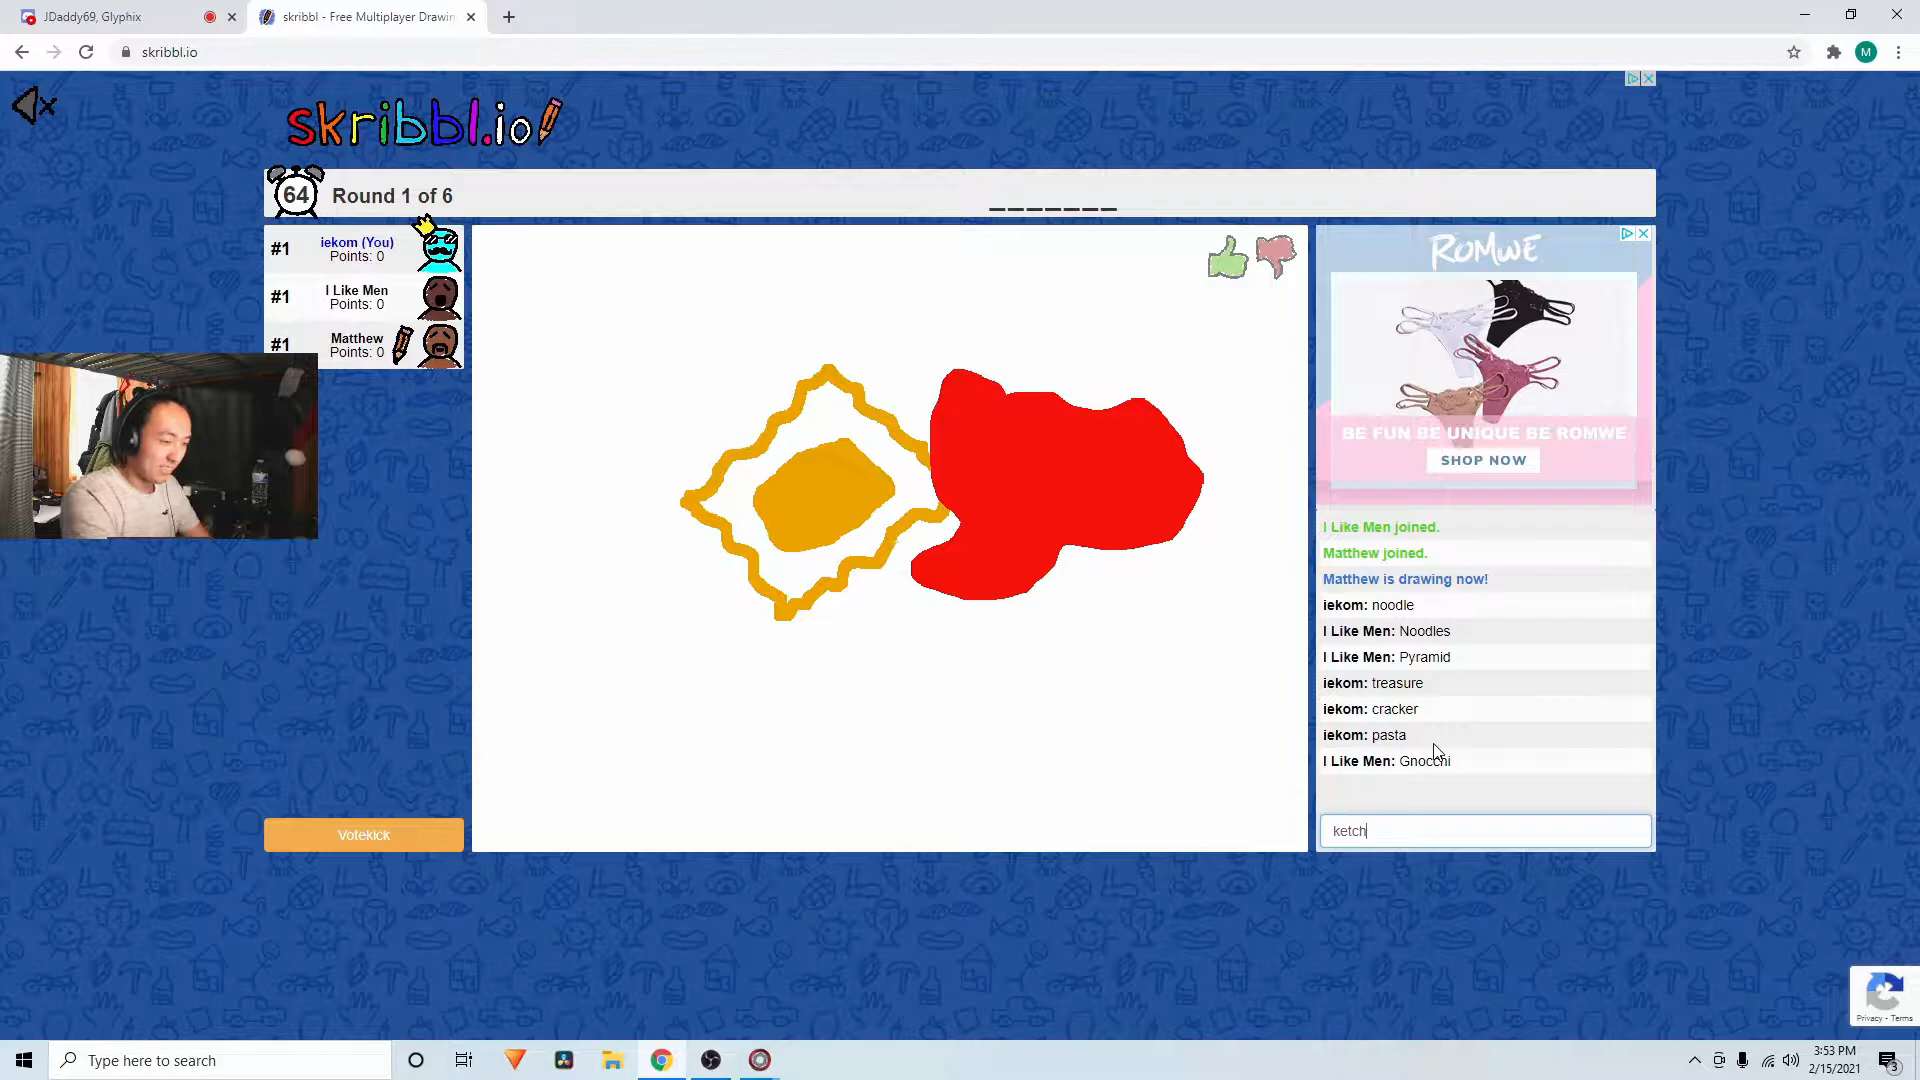 JDaddy69, Glyphix
skribbl - Free Multiplayer Drawin
skribbl.io
M
skribbl.io
64
Round 1 of 6
_______
#1
iekom (You)
Points: 0
#1
I Like Men
Points: 0
#1
Matthew
Points: 0
Votekick
ROMWE
BE FUN BE UNIQUE BE ROMWE
SHOP NOW
I Like Men joined.
Matthew joined.
Matthew is drawing now!
iekom: noodle
I Like Men: Noodles
I Like Men: Pyramid
iekom: treasure
iekom: cracker
iekom: pasta
I Like Men: Gnocchi
ketch
Privacy - Terms
Type here to search
3:53 PM
2/15/2021
3